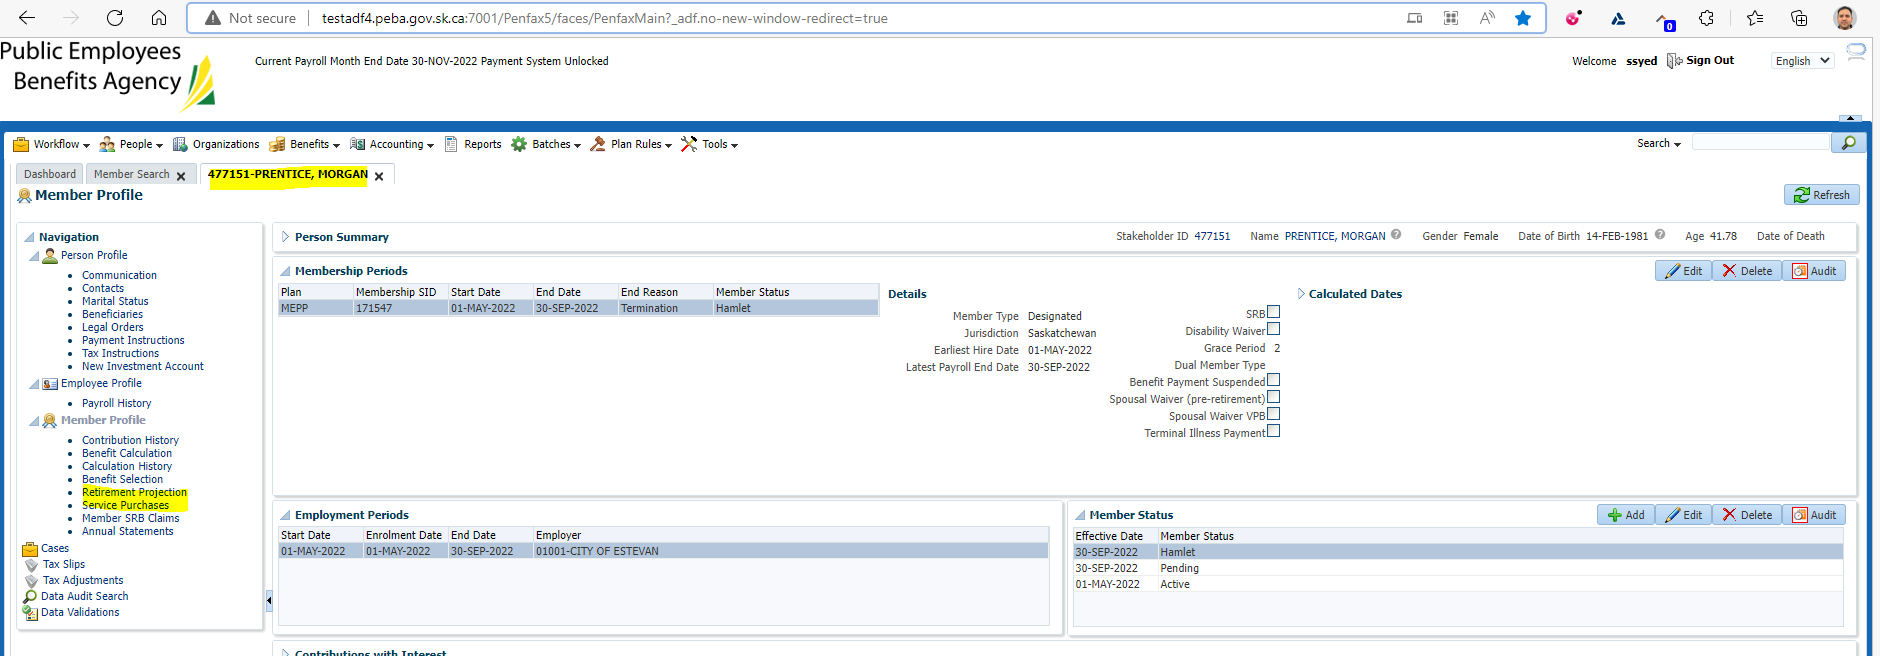 Not secure testadf4.peba.gov.sk.ca:7001/Penfax5/faces/PenfaxMain?_adf.no-new-window-redirect=true
0
Public Employees
Benefits Agency
Current Payroll Month End Date 30-NOV-2022 Payment System Unlocked
Welcome ssyed Sign Out English
Workflow People Organizations Benefits Accounting Reports Batches Plan Rules Tools Search
Dashboard Member Search 477151-PRENTICE, MORGAN
Member Profile Refresh
Navigation
Person Profile
Communication
Contacts
Marital Status
Beneficiaries
Legal Orders
Payment Instructions
Tax Instructions
New Investment Account
Employee Profile
Payroll History
Member Profile
Contribution History
Benefit Calculation
Calculation History
Benefit Selection
Retirement Projection
Service Purchases
Member SRB Claims
Annual Statements
Cases
Tax Slips
Tax Adjustments
Data Audit Search
Data Validations
Person Summary Stakeholder ID 477151 Name PRENTICE, MORGAN Gender Female Date of Birth 14-FEB-1981 Age 41.78 Date of Death
Membership Periods Edit Delete Audit
Plan Membership SID Start Date End Date End Reason Member Status
MEPP 171547 01-MAY-2022 30-SEP-2022 Termination Hamlet
Details
Member Type Designated
Jurisdiction Saskatchewan
Earliest Hire Date 01-MAY-2022
Latest Payroll End Date 30-SEP-2022
SRB
Disability Waiver
Grace Period 2
Dual Member Type
Benefit Payment Suspended
Spousal Waiver (pre-retirement)
Spousal Waiver VPB
Terminal Illness Payment
Calculated Dates
Employment Periods
Start Date Enrolment Date End Date Employer
01-MAY-2022 01-MAY-2022 30-SEP-2022 01001-CITY OF ESTEVAN
Member Status Add Edit Delete Audit
Effective Date Member Status
30-SEP-2022 Hamlet
30-SEP-2022 Pending
01-MAY-2022 Active
Contributions with Interest